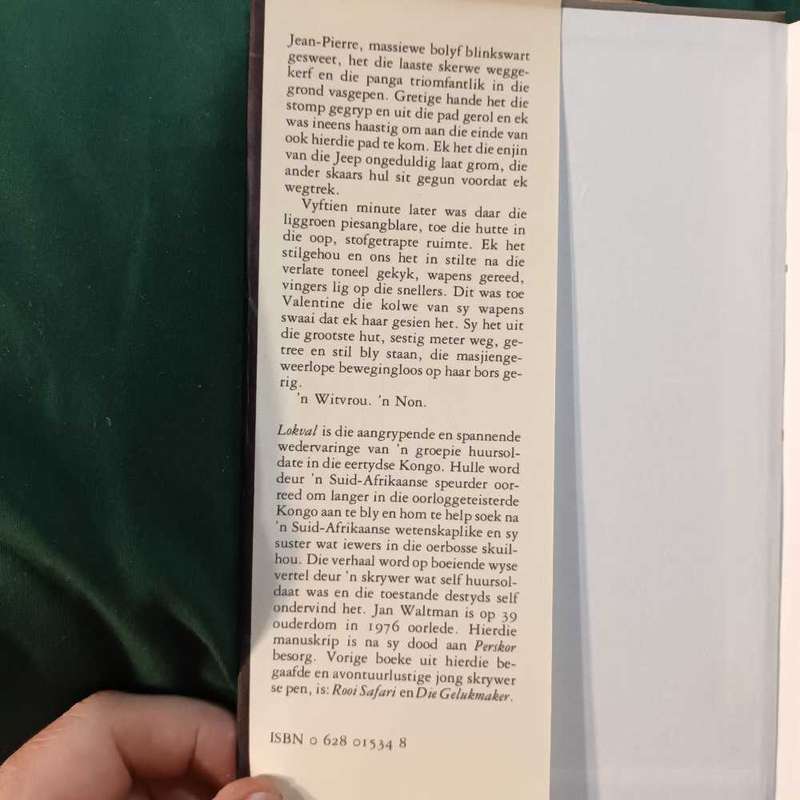 Jean-Pierre, massiewe bolyf blinkswart
gesweet, het die laaste skerwe wegge-
kerf en die panga triomfantlik in die
grond vasgepen. Gretige hande het die
stomp gegryp en uit die pad gerol en ek
was ineens haastig om aan die einde van
ook hierdie pad te kom. Ek het die enjin
van die Jeep ongeduldig laat grom, die
ander skaars hul sit gegun voordat ek
wegtrek.
Vyftien minute later was daar die
liggroen piesangblare, toe die hutte in
die oop, stofgetrapte ruimte. Ek het
stilgehou en ons het in stilte na die
verlate toneel gekyk, wapens gereed,
vingers lig op die snellers. Dit was toe
Valentine die kolwe van sy wapens
swaai dat ek haar gesien het. Sy het uit
die grootste hut, sestig meter weg, ge-
tree en stil bly staan, die masjienge-
weerlope bewegingloos op haar bors ge-
rig.
'n Witvrou. 'n Non.
Lokval is die aangrypende en spannende
wedervaringe van 'n groepie huursol-
date in die eertydse Kongo. Hulle word
deur 'n Suid-Afrikaanse speurder oor-
reed om langer in die oorloggeteisterde
Kongo aan te bly en hom te help soek na
'n Suid-Afrikaanse wetenskaplike en sy
suster wat iewers in die oerbosse skuil-
hou. Die verhaal word op boeiende wyse
vertel deur 'n skrywer wat self huursol-
daat was en die toestande destyds self
ondervind het. Jan Waltman is op 39
ouderdom in 1976 oorlede. Hierdie
manuskrip is na sy dood aan Perskor
besorg. Vorige boeke uit hierdie be-
gaafde en avontuurlustige jong skrywer
se pen, is: Rooi Safari en Die Gelukmaker.
ISBN 0 628 01534 8